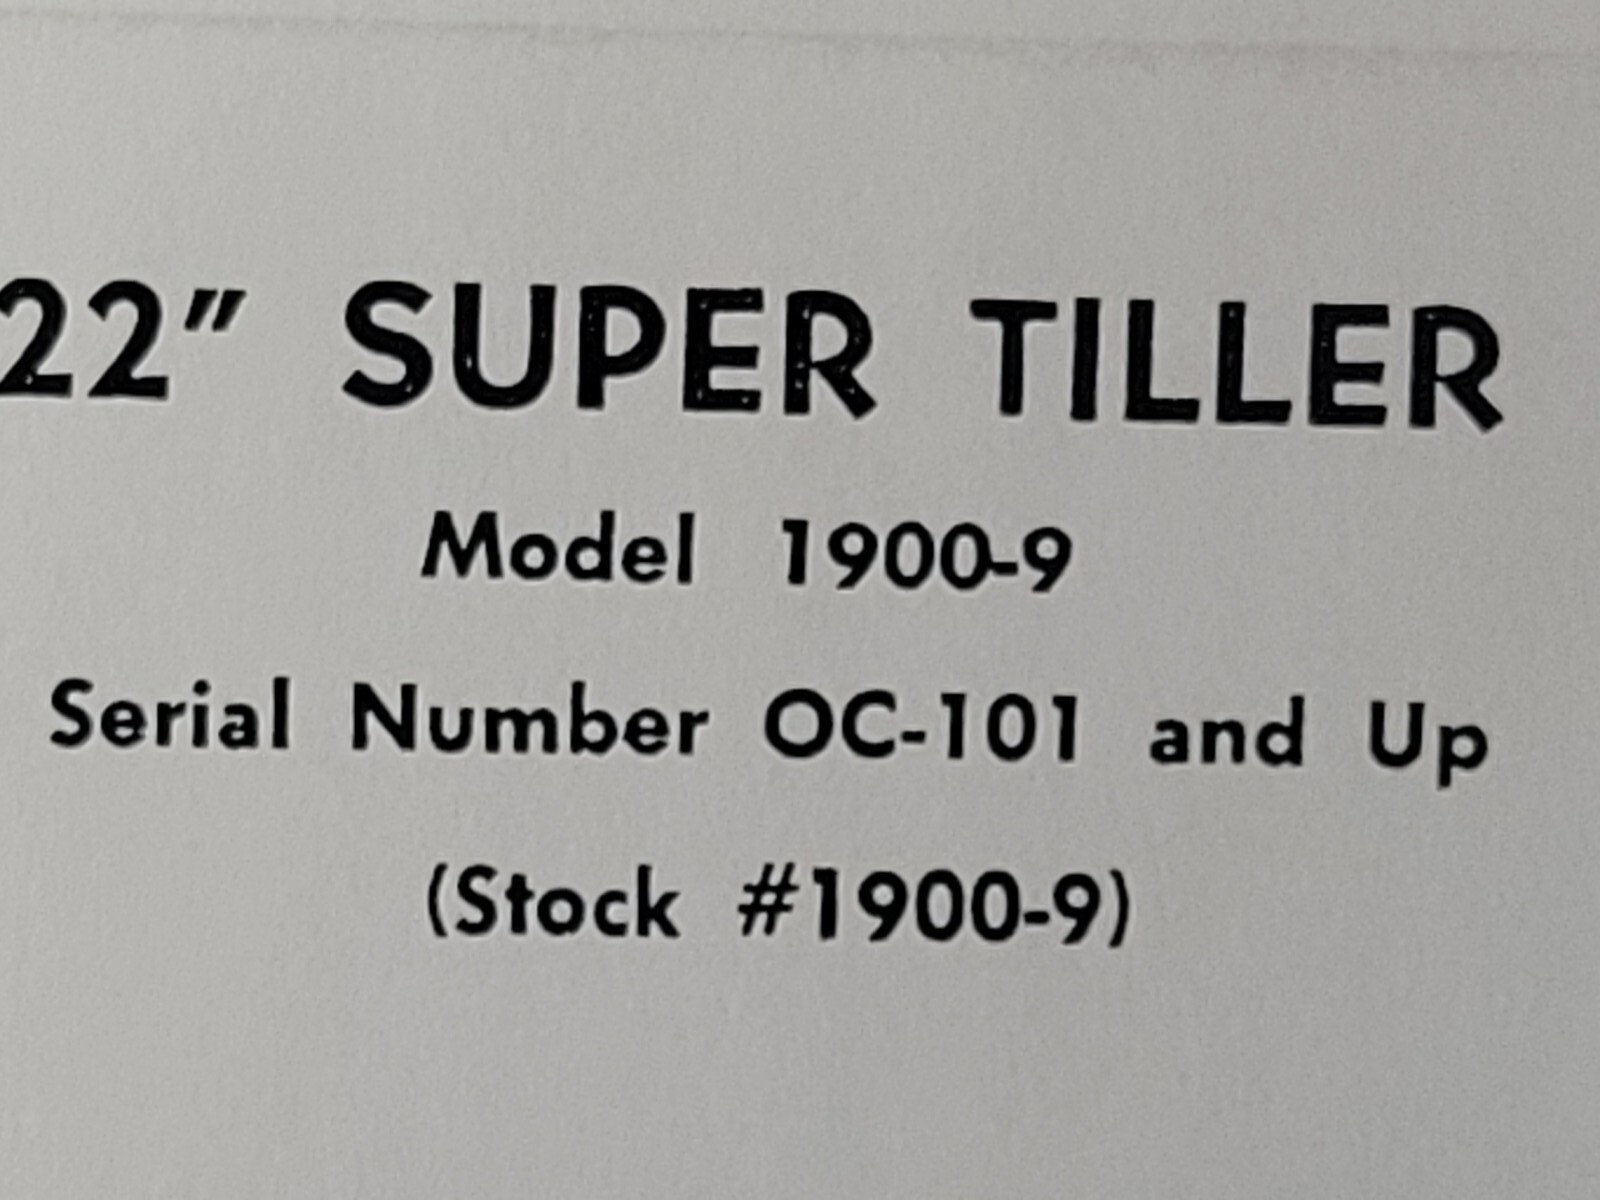 22" SUPER TILLER
Model 1900-9
Serial Number OC-101 and Up
(Stock #1900-9)